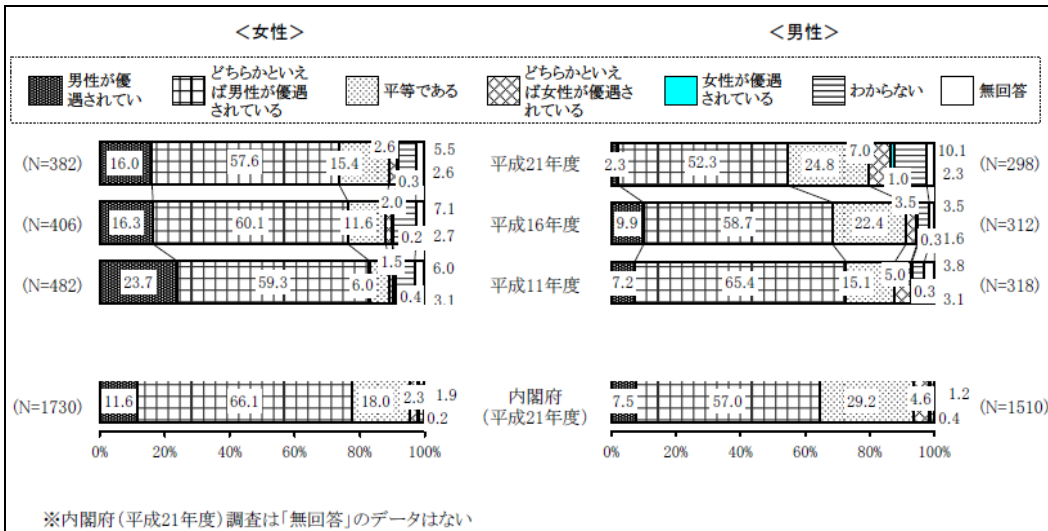 ＜女性＞
＜男性＞
男性が優
遇されてい
どちらかといえ
ば男性が優遇
されている
平等である
どちらかといえ
ば女性が優遇さ
れている
女性が優遇
されている
わからない
無回答
(N=382)
16.0
57.6
15.4
2.6
0.3
5.5
2.6
平成21年度
2.3
52.3
24.8
7.0
1.0
10.1
2.3
(N=298)
(N=406)
16.3
60.1
11.6
2.0
0.2
7.1
2.7
平成16年度
9.9
58.7
22.4
3.5
0.3
3.5
1.6
(N=312)
(N=482)
23.7
59.3
6.0
1.5
0.4
6.0
3.1
平成11年度
7.2
65.4
15.1
5.0
0.3
3.8
3.1
(N=318)
(N=1730)
11.6
66.1
18.0
2.3
0.2
1.9
内閣府
(平成21年度)
7.5
57.0
29.2
4.6
0.4
1.2
(N=1510)
0% 20% 40% 60% 80% 100%
0% 20% 40% 60% 80% 100%
※内閣府(平成21年度)調査は「無回答」のデータはない